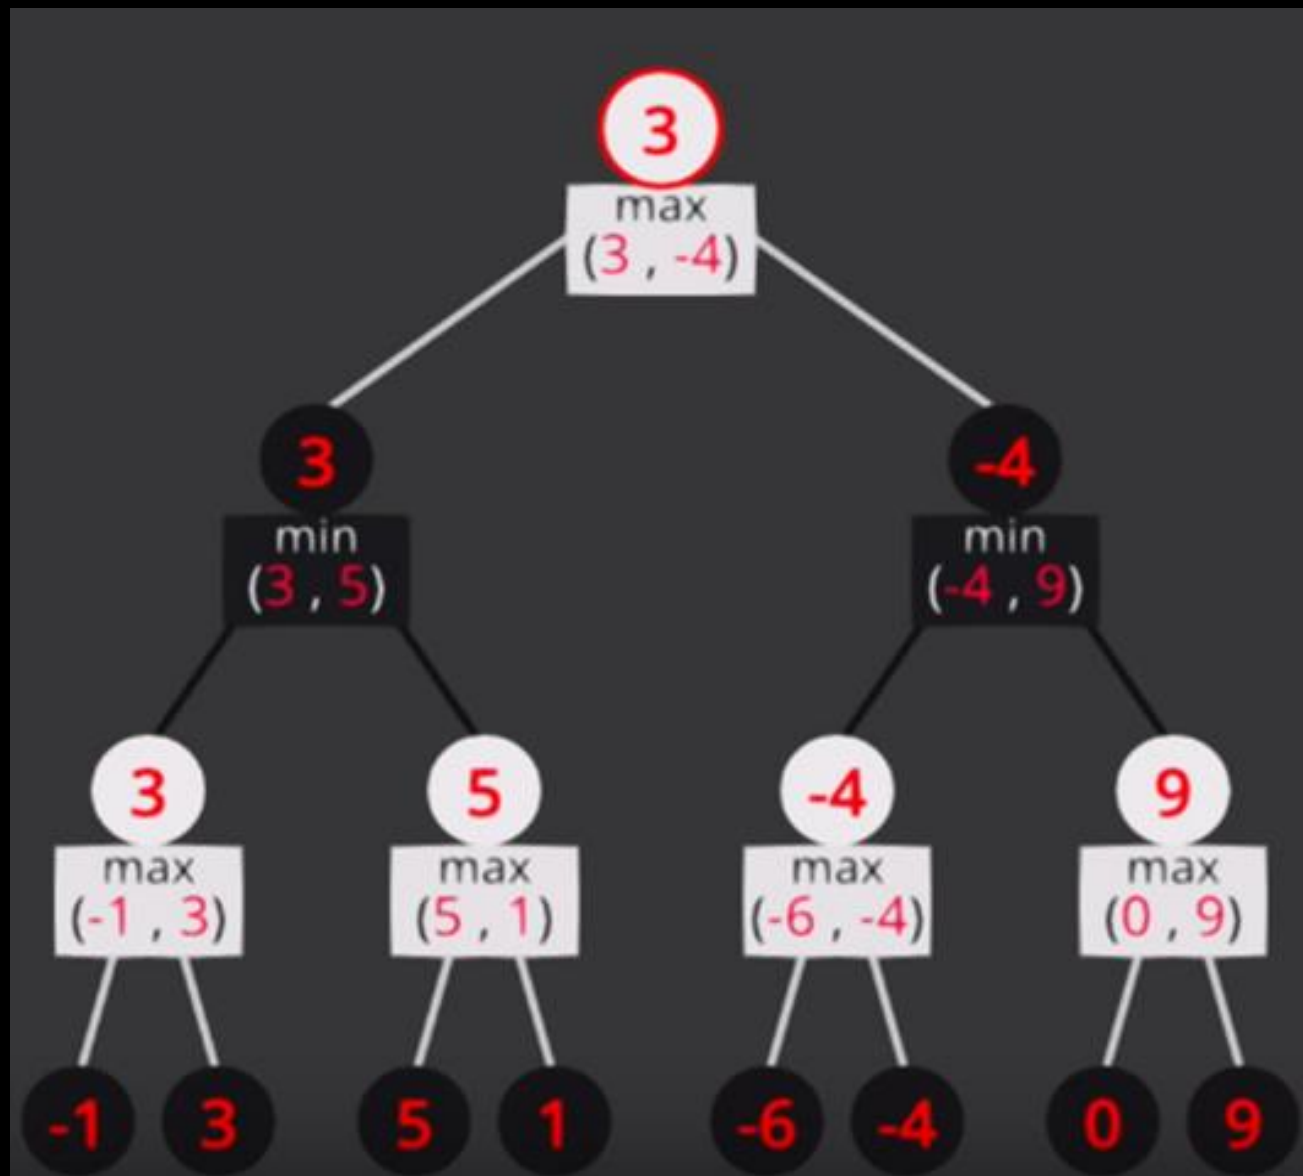 3
max
(3 , -4)
3
-4
min
(3 , 5)
min
(-4 , 9)
3
5
-4
9
max
(-1 , 3)
max
(5 , 1)
max
(-6 , -4)
max
(0 , 9)
-1
3
5
1
-6
-4
0
9